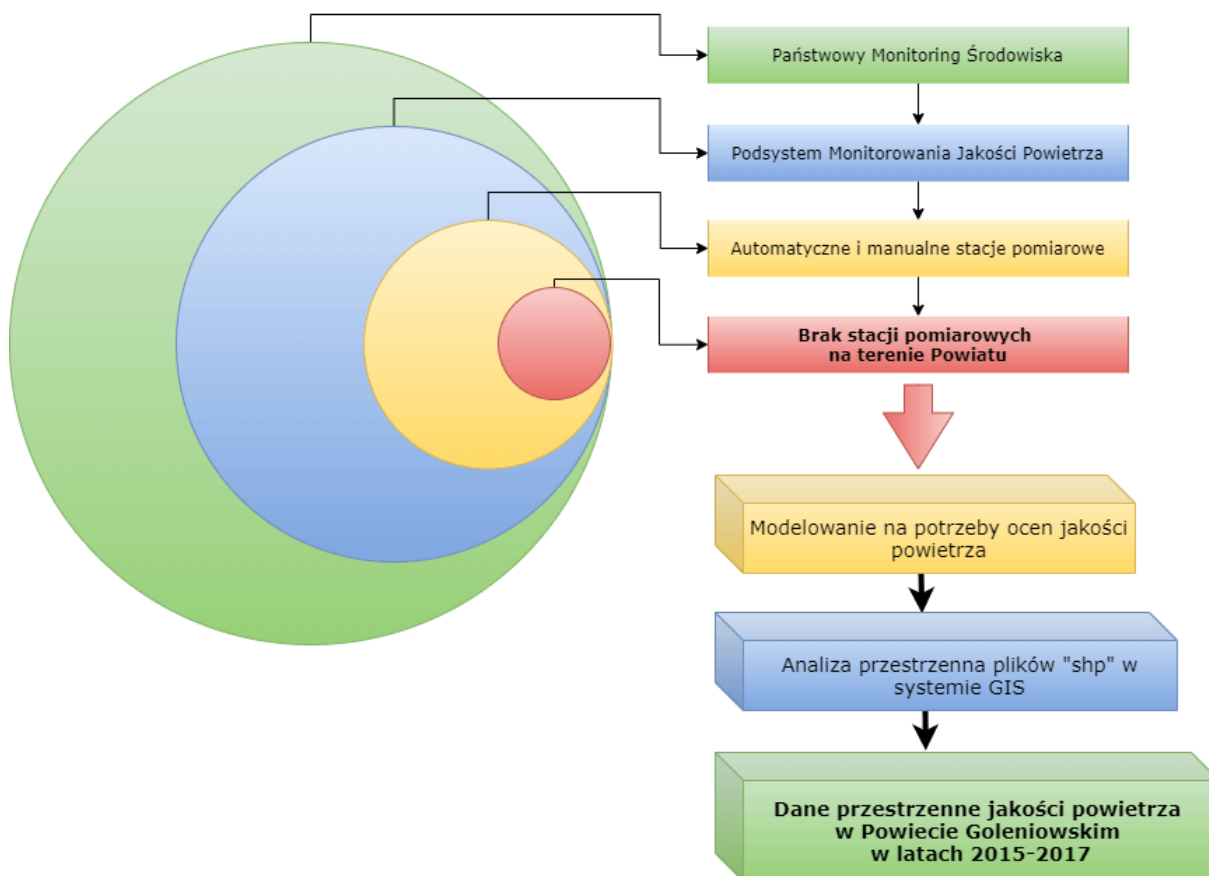 Państwowy Monitoring Środowiska
Podsystem Monitorowania Jakości Powietrza
Automatyczne i manualne stacje pomiarowe
Brak stacji pomiarowych
na terenie Powiatu
Modelowanie na potrzeby ocen jakości
powietrza
Analiza przestrzenna plików "shp" w
systemie GIS
Dane przestrzenne jakości powietrza
w Powiecie Goleniowskim
w latach 2015-2017